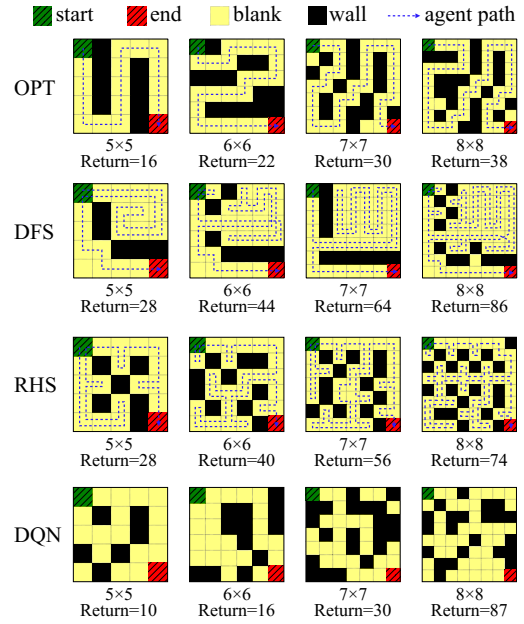 start end blank wall agent path
OPT
5×5 6×6 7×7 8×8
Return=16 Return=22 Return=30 Return=38
DFS
5×5 6×6 7×7 8×8
Return=28 Return=44 Return=64 Return=86
RHS
5×5 6×6 7×7 8×8
Return=28 Return=40 Return=56 Return=74
DQN
5×5 6×6 7×7 8×8
Return=10 Return=16 Return=30 Return=87